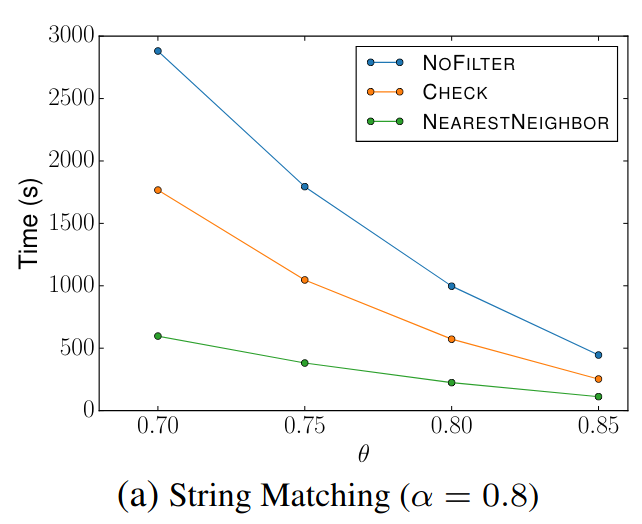 3000
2500
2000
1500
1000
500
0
Time (s)
NOFILTER
CHECK
NEARESTNEIGHBOR
0.70 0.75 0.80 0.85
θ
(a) String Matching (α = 0.8)